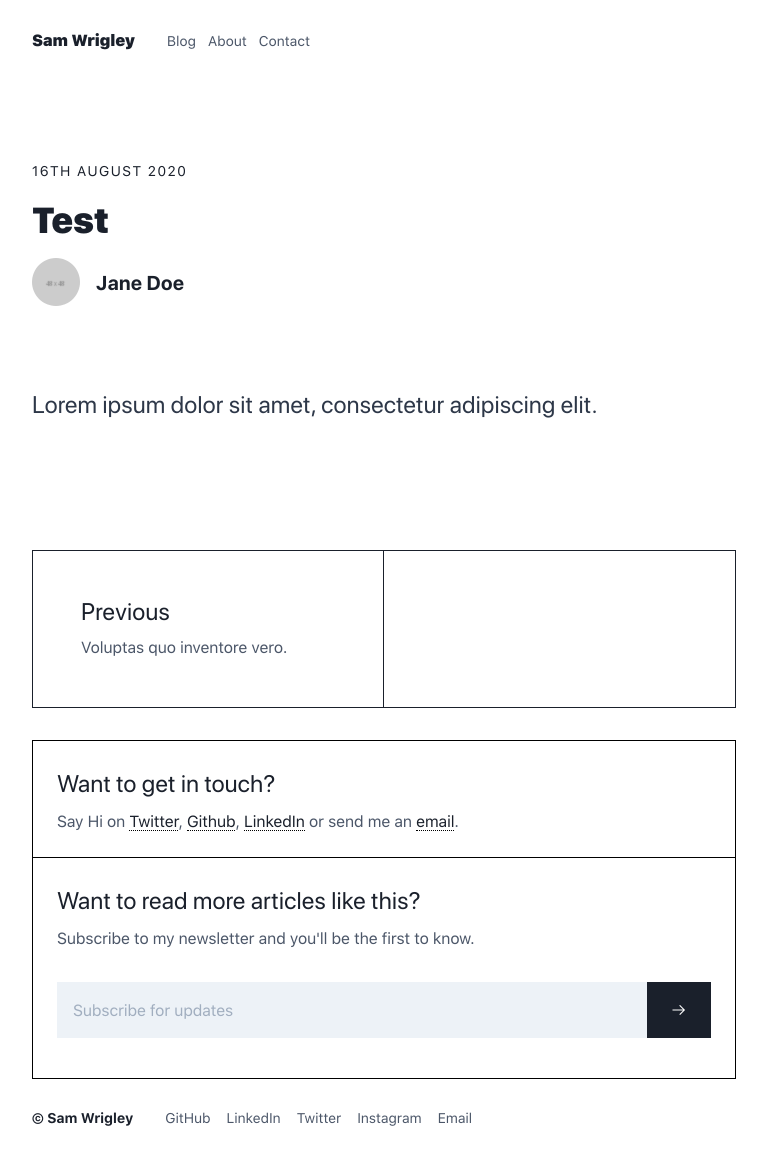 Sam Wrigley Blog About Contact
16TH AUGUST 2020
Test
Jane Doe
Lorem ipsum dolor sit amet, consectetur adipiscing elit.
Previous
Voluptas quo inventore vero.
Want to get in touch?
Say Hi on Twitter, Github, LinkedIn or send me an email.
Want to read more articles like this?
Subscribe to my newsletter and you'll be the first to know.
Subscribe for updates →
© Sam Wrigley GitHub LinkedIn Twitter Instagram Email